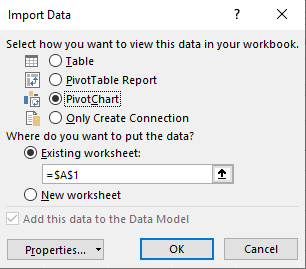 Import Data
?
Select how you want to view this data in your workbook.
Table
PivotTable Report
PivotChart
Only Create Connection
Where do you want to put the data?
Existing worksheet:
=$A$1
New worksheet
Add this data to the Data Model
Properties...
OK
Cancel